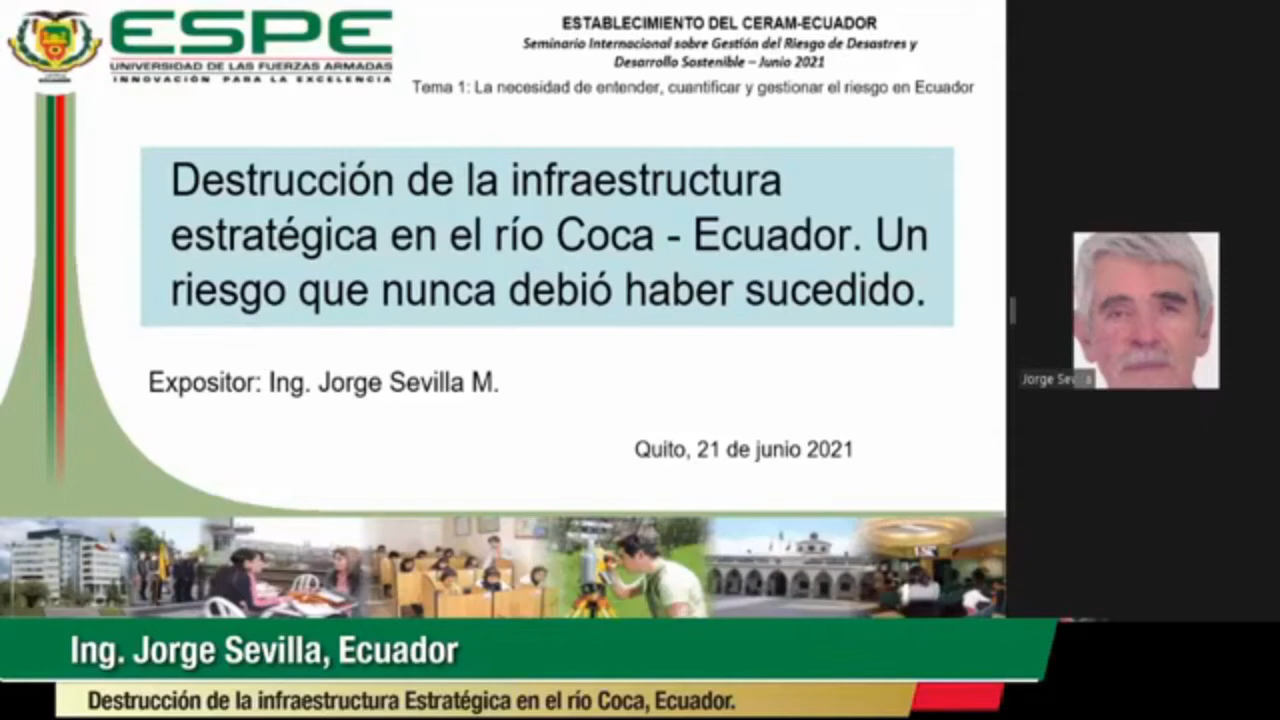 ESPE
UNIVERSIDAD DE LAS FUERZAS ARMADAS
INNOVACIÓN PARA LA EXCELENCIA
ESTABLECIMIENTO DEL CERAM-ECUADOR
Seminario Internacional sobre Gestión del Riesgo de Desastres y
Desarrollo Sostenible – Junio 2021
Tema 1: La necesidad de entender, cuantificar y gestionar el riesgo en Ecuador
Destrucción de la infraestructura
estratégica en el río Coca - Ecuador. Un
riesgo que nunca debió haber sucedido.
Expositor: Ing. Jorge Sevilla M.
Quito, 21 de junio 2021
Jorge Sevilla
Ing. Jorge Sevilla, Ecuador
Destrucción de la infraestructura Estratégica en el río Coca, Ecuador.